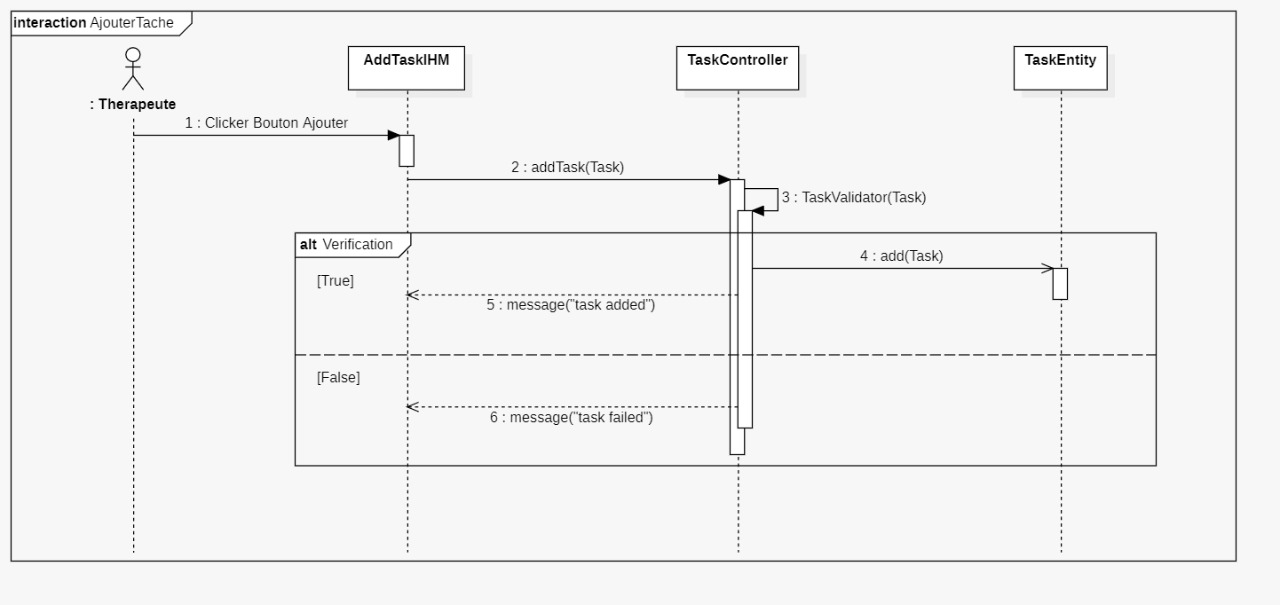 interaction AjouterTache
AddTaskIHM
TaskController
TaskEntity
: Therapeute
1 : Clicker Bouton Ajouter
2 : addTask(Task)
3 : TaskValidator(Task)
alt Verification
4 : add(Task)
[True]
5 : message("task added")
[False]
6 : message("task failed")